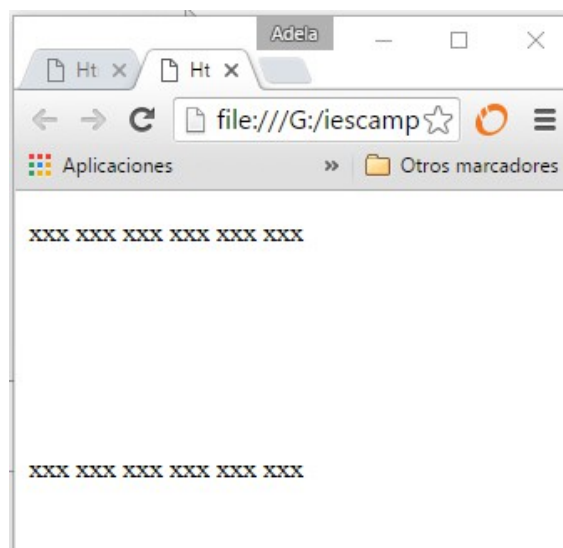 Adela
Ht Ht
file:///G:/iescamp
Aplicaciones » Otros marcadores
xxx xxx xxx xxx xxx xxx
xxx xxx xxx xxx xxx xxx